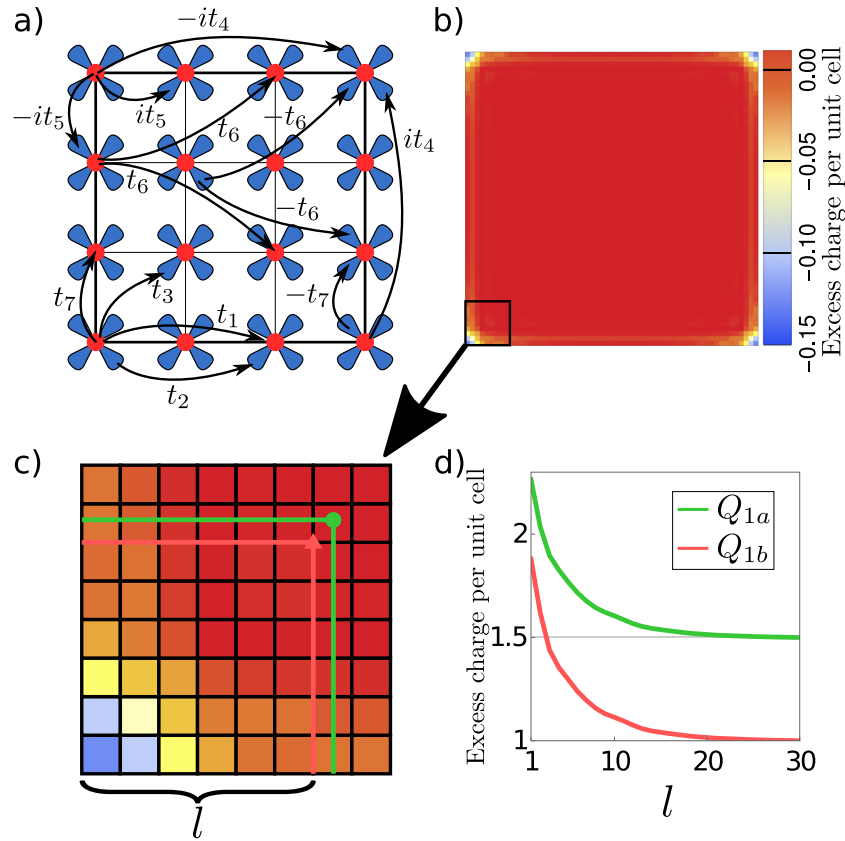 a)
-it₄
-it₅
it₅
t₆
-t₆
it₄
t₆
-t₆
t₇
t₃
-t₇
t₁
t₂
b)
0.00
-0.05
-0.10
-0.15
Excess charge per unit cell
c)
l
d)
Excess charge per unit cell
2
1.5
1
1
10
20
30
l
Q₁ₐ
Q_{1b}